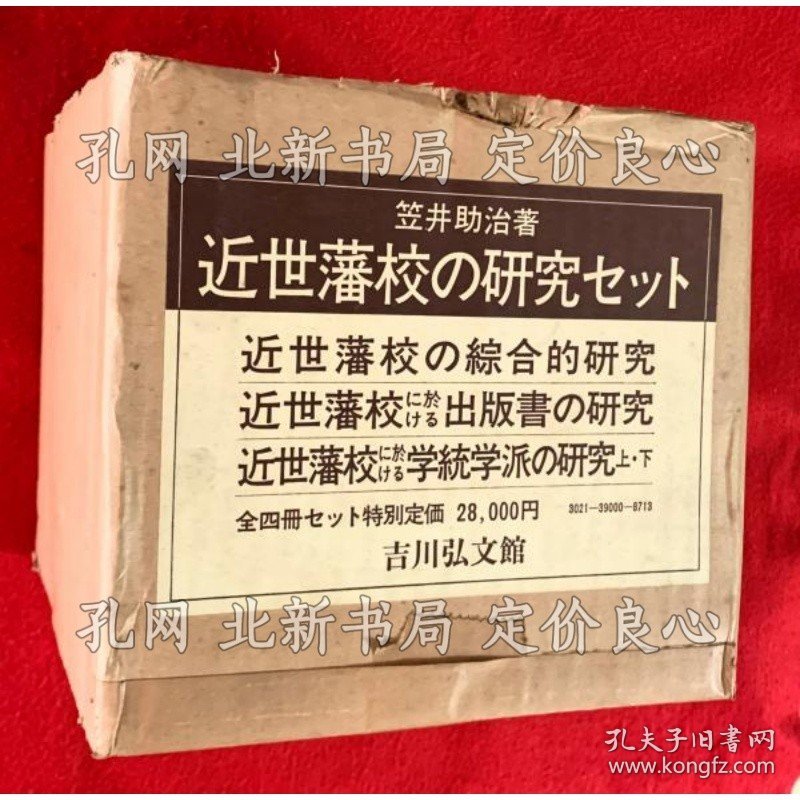 孔网 北新书局 定价良心
笠井助治著
近世藩校の研究セット
近世藩校の綜合的研究
近世藩校に於ける出版書の研究
近世藩校に於ける学統学派の研究上・下
全四冊セット特別定価 28,000円 3021-39000-8713
吉川弘文館
孔网 北新书局 定价良心
孔夫子旧书网
www.kongfz.com